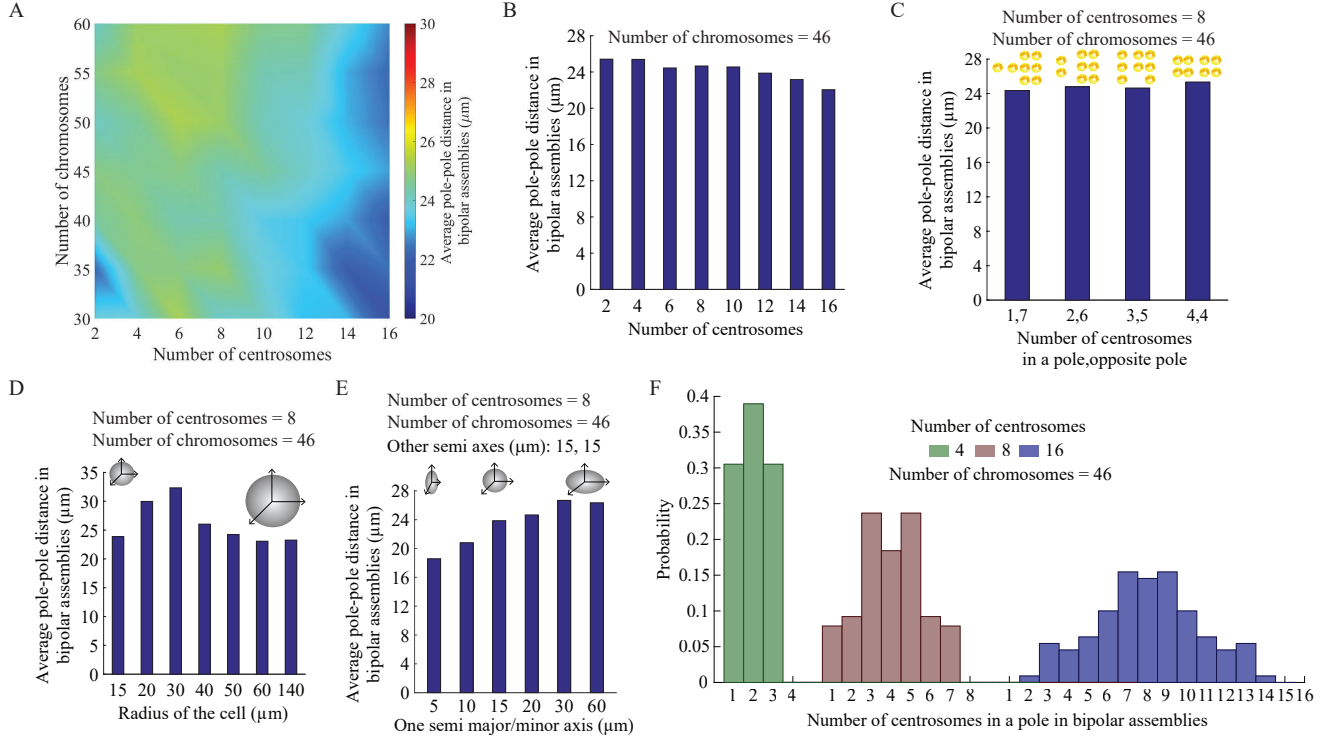 A
60
55
50
45
40
35
30
2
4
6
8
10
12
14
16
Number of chromosomes
Number of centrosomes
30
28
26
24
22
20
Average pole-pole distance in
bipolar assemblies (μm)
B
Number of chromosomes = 46
28
24
20
16
12
8
4
0
2 4 6 8 10 12 14 16
Average pole-pole distance in
bipolar assemblies (μm)
Number of centrosomes
C
Number of centrosomes = 8
Number of chromosomes = 46
28
24
20
16
12
8
4
0
1,7 2,6 3,5 4,4
Average pole-pole distance in
bipolar assemblies (μm)
Number of centrosomes
in a pole,opposite pole
D
Number of centrosomes = 8
Number of chromosomes = 46
35
30
25
20
15
10
5
0
15 20 30 40 50 60 140
Average pole-pole distance in
bipolar assemblies (μm)
Radius of the cell (μm)
E
Number of centrosomes = 8
Number of chromosomes = 46
Other semi axes (μm): 15, 15
28
24
20
16
12
8
4
0
5 10 15 20 30 60
Average pole-pole distance in
bipolar assemblies (μm)
One semi major/minor axis (μm)
F
Number of centrosomes
4 8 16
Number of chromosomes = 46
0.4
0.35
0.3
0.25
0.2
0.15
0.1
0.05
0
Probability
1 2 3 4 1 2 3 4 5 6 7 8 1 2 3 4 5 6 7 8 9 10 11 12 13 14 15 16
Number of centrosomes in a pole in bipolar assemblies